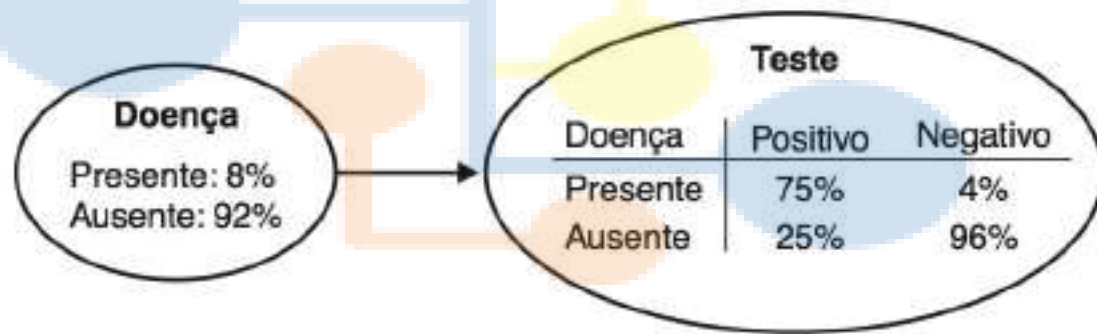 Doença
Presente: 8%
Ausente: 92%
Teste
Doença Positivo Negativo
Presente 75% 4%
Ausente 25% 96%